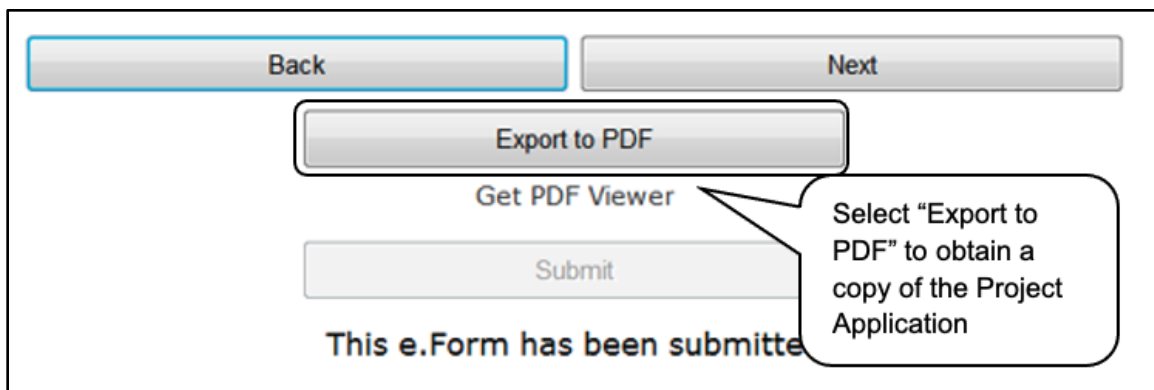 Back
Next
Export to PDF
Get PDF Viewer
Select “Export to
PDF” to obtain a
copy of the Project
Application
Submit
This e.Form has been submitte